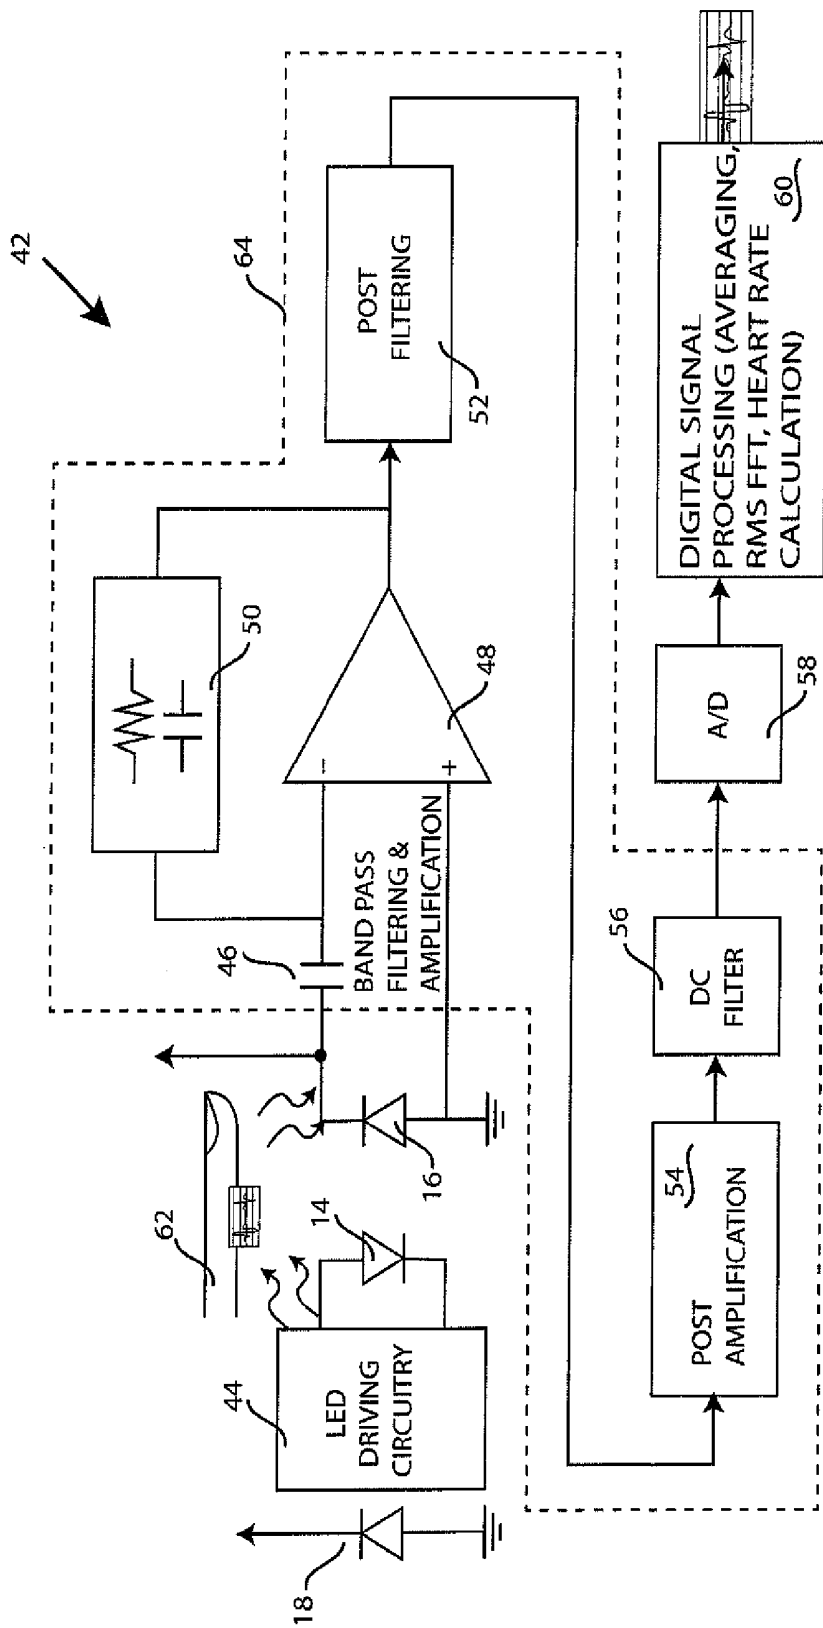 42
64
62
44
LED
DRIVING
CIRCUITRY
14
16
18
46
BAND PASS
FILTERING &
AMPLIFICATION
50
−
+
48
POST
FILTERING
52
54
POST
AMPLIFICATION
56
DC
FILTER
A/D
58
DIGITAL SIGNAL
PROCESSING (AVERAGING,
RMS FFT, HEART RATE
CALCULATION)
60